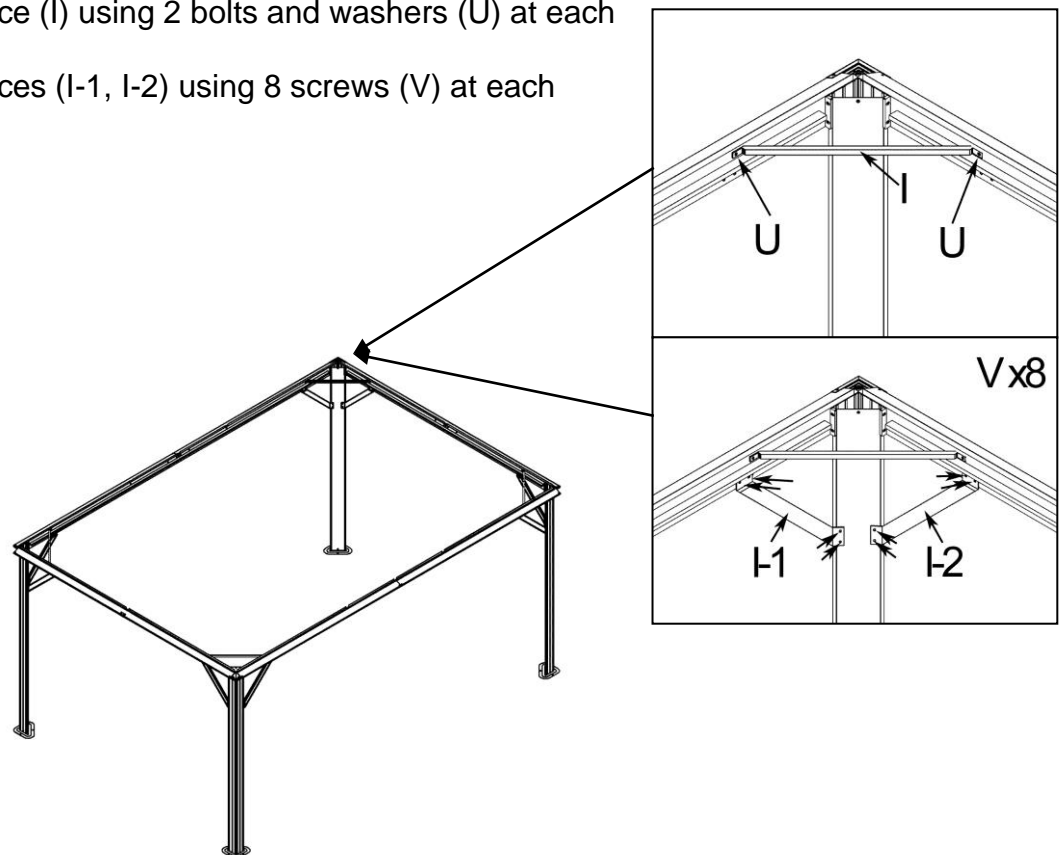 ce (I) using 2 bolts and washers (U) at each
ces (I-1, I-2) using 8 screws (V) at each
I
U
U
V x8
I-1
I-2